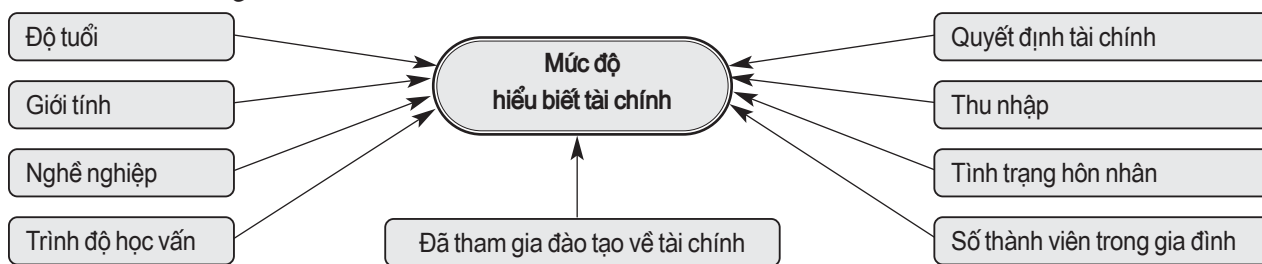 Độ tuổi
Giới tính
Nghề nghiệp
Trình độ học vấn
Mức độ
hiểu biết tài chính
Đã tham gia đào tạo về tài chính
Quyết định tài chính
Thu nhập
Tình trạng hôn nhân
Số thành viên trong gia đình